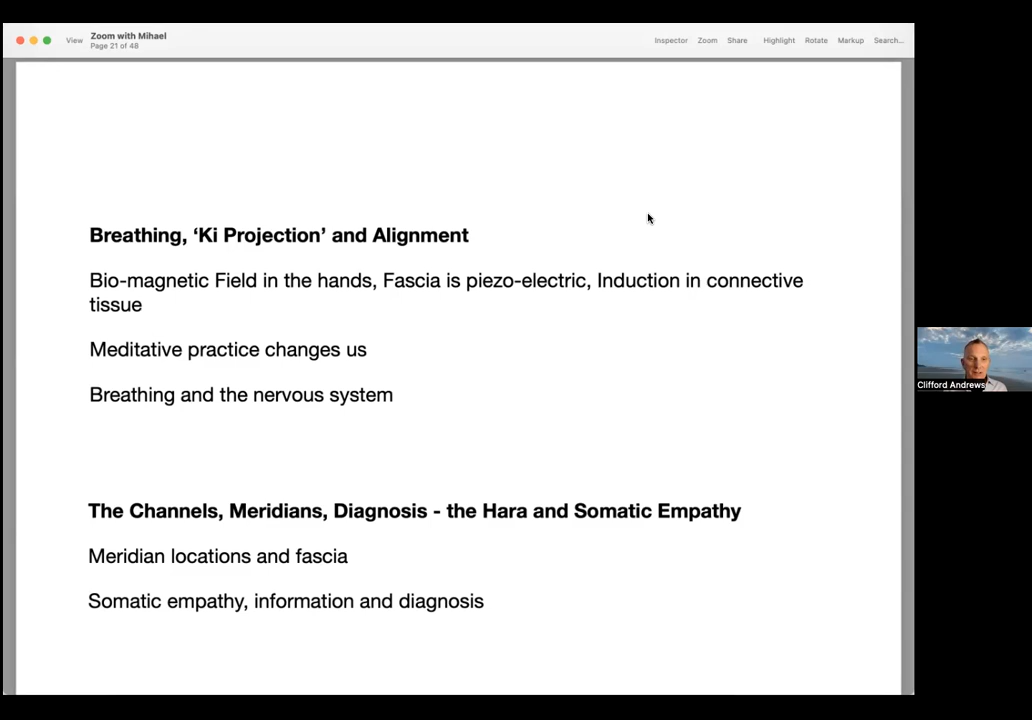 View
Zoom with Mihael
Page 21 of 48
Inspector Zoom Share Highlight Rotate Markup Search...
Breathing, ‘Ki Projection’ and Alignment
Bio-magnetic Field in the hands, Fascia is piezo-electric, Induction in connective
tissue
Meditative practice changes us
Breathing and the nervous system
Clifford Andrews
The Channels, Meridians, Diagnosis - the Hara and Somatic Empathy
Meridian locations and fascia
Somatic empathy, information and diagnosis